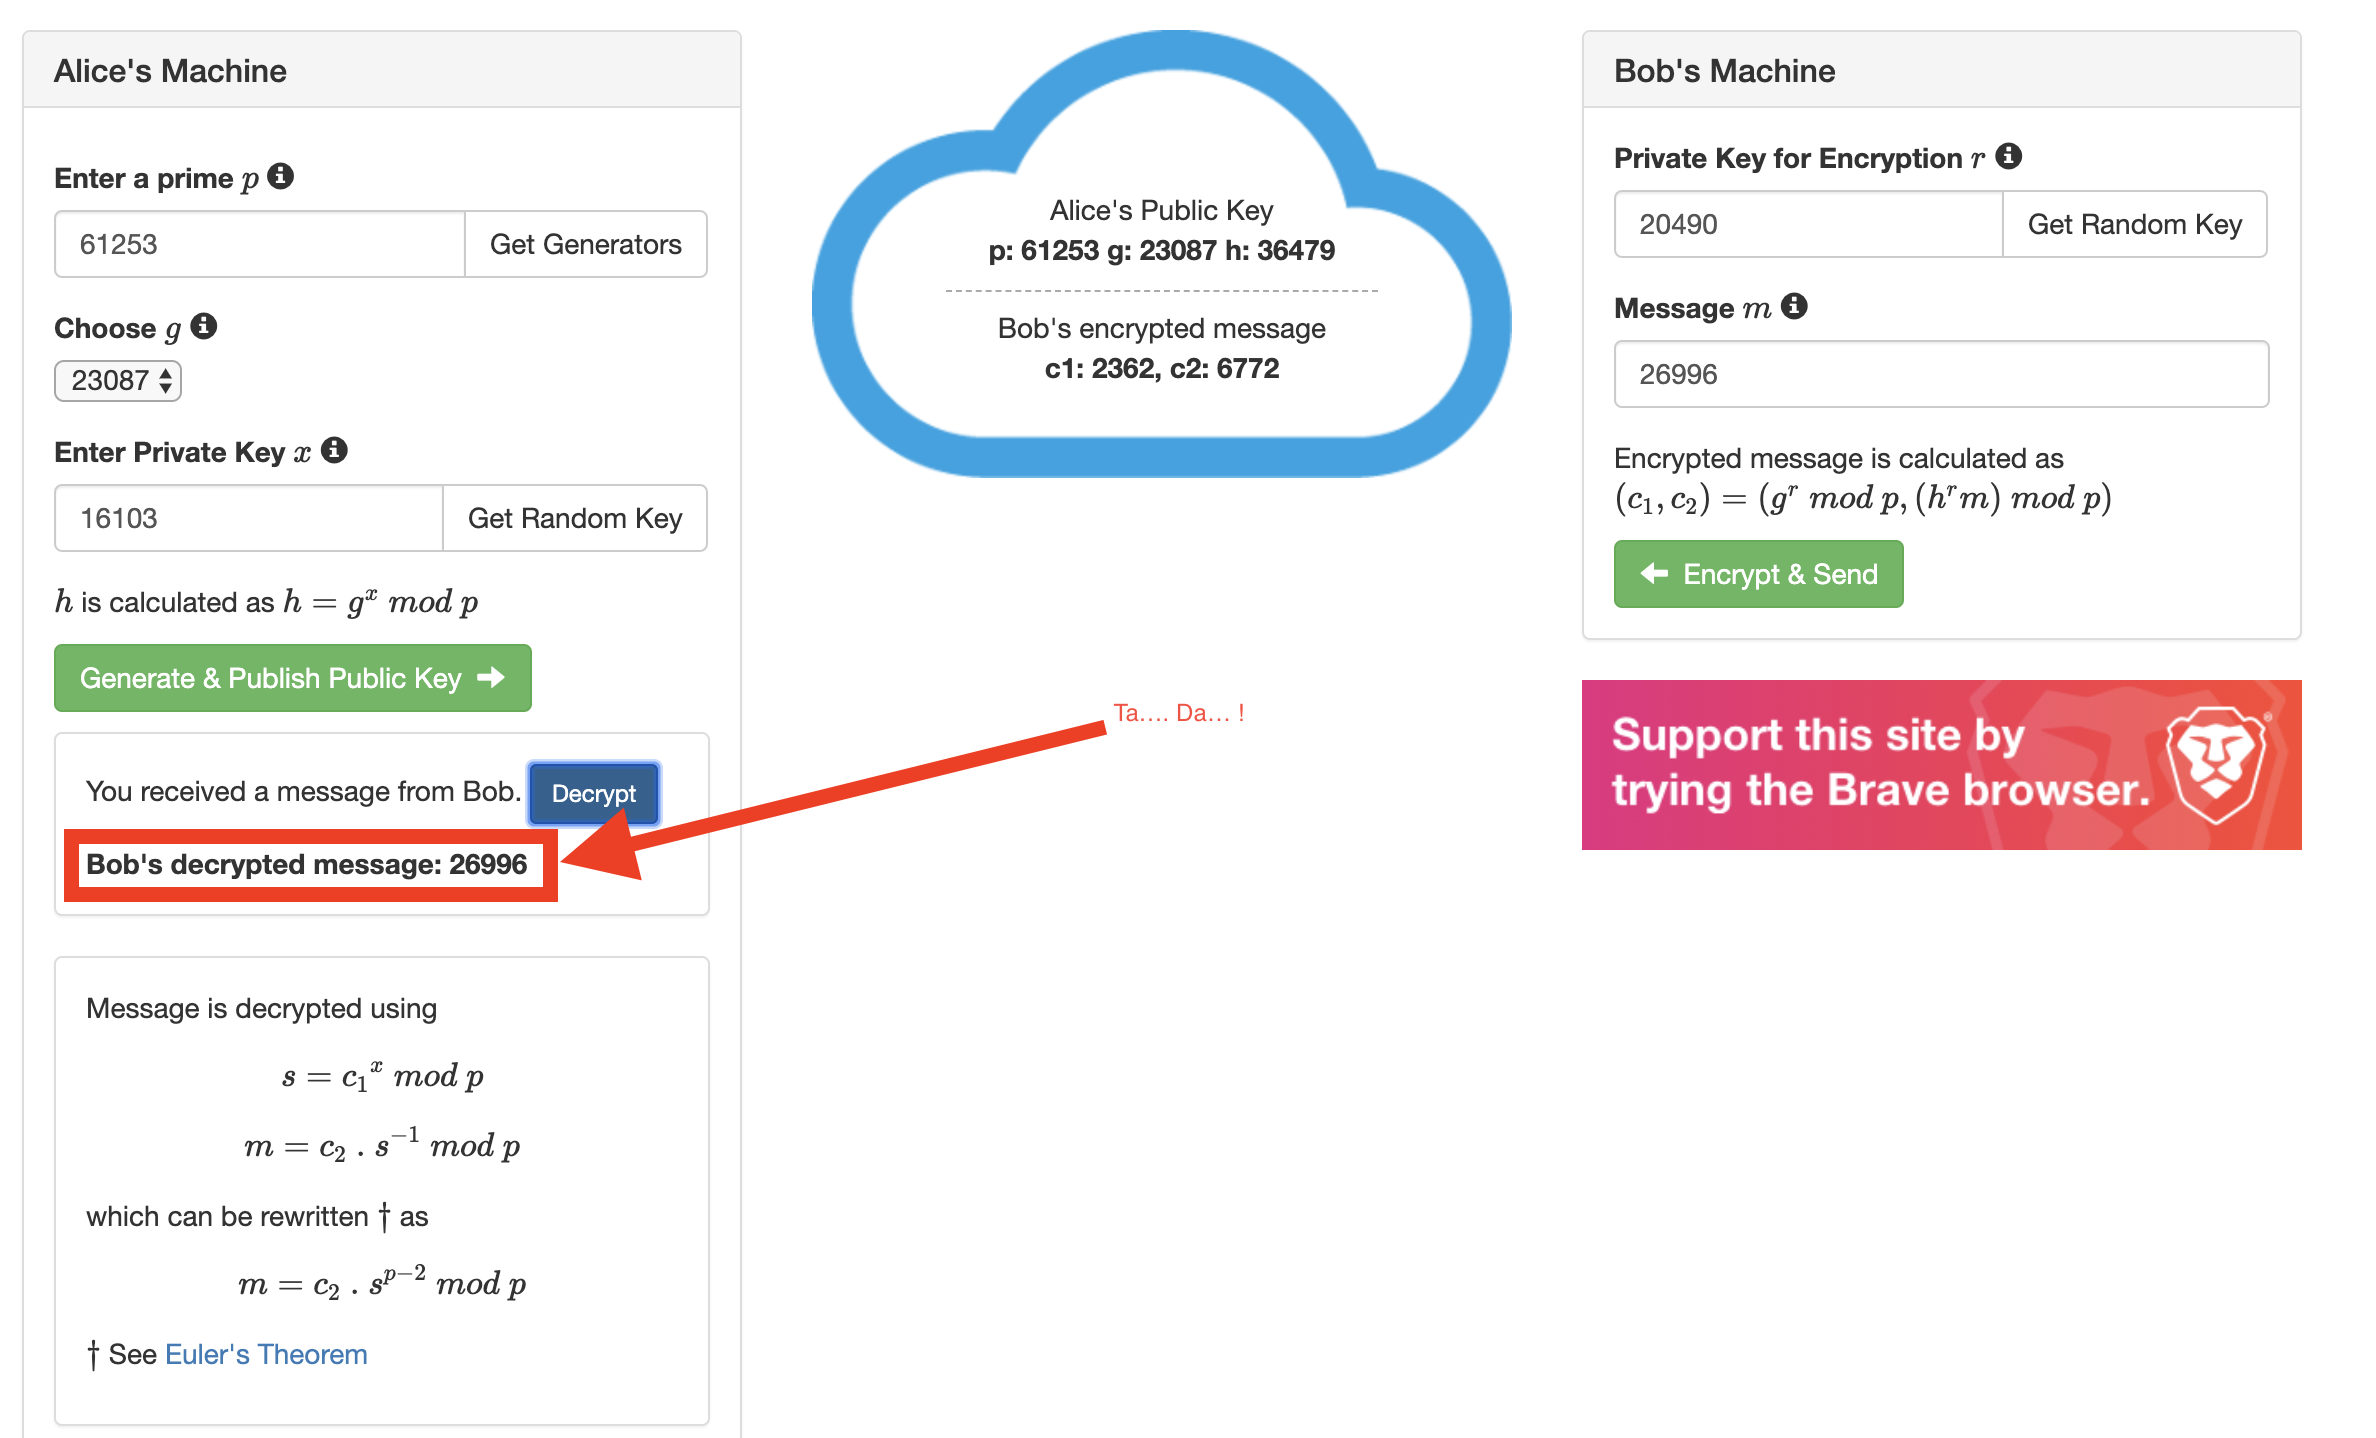 Alice's Machine
Enter a prime p
61253
Get Generators
Choose g
23087
Enter Private Key x
16103
Get Random Key
h is calculated as h = g^x mod p
Generate & Publish Public Key
You received a message from Bob.
Decrypt
Bob's decrypted message: 26996
Message is decrypted using
s = c₁^x mod p
m = c₂ . s^−1 mod p
which can be rewritten † as
m = c₂ . s^p−2 mod p
† See Euler's Theorem
Alice's Public Key
p: 61253 g: 23087 h: 36479
Bob's encrypted message
c1: 2362, c2: 6772
Ta.... Da... !
Bob's Machine
Private Key for Encryption r
20490
Get Random Key
Message m
26996
Encrypted message is calculated as
(c₁, c₂) = (g^r mod p, (h^r m) mod p)
Encrypt & Send
Support this site by
trying the Brave browser.